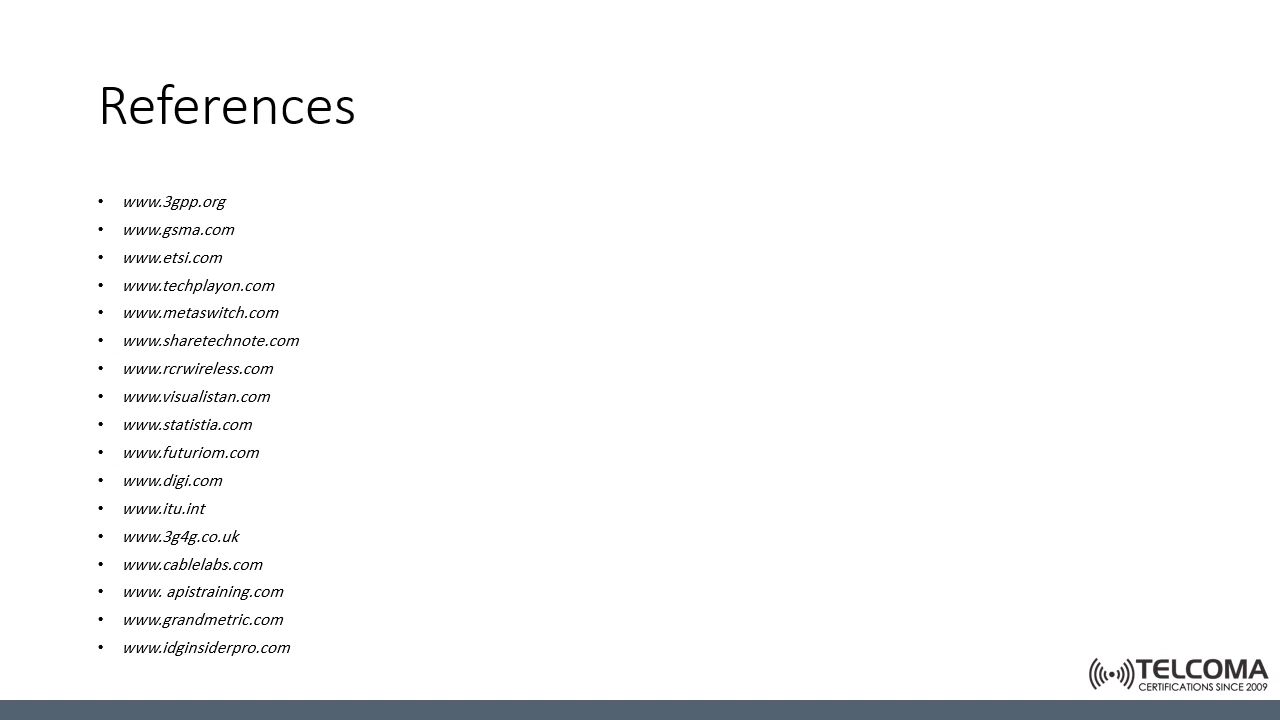 References
• www.3gpp.org
• www.gsma.com
• www.etsi.com
• www.techplayon.com
• www.metaswitch.com
• www.sharetechnote.com
• www.rcrwireless.com
• www.visualistan.com
• www.statistia.com
• www.futuriom.com
• www.digi.com
• www.itu.int
• www.3g4g.co.uk
• www.cablelabs.com
• www. apistraining.com
• www.grandmetric.com
• www.idginsiderpro.com
TELCOMA
CERTIFICATIONS SINCE 2009